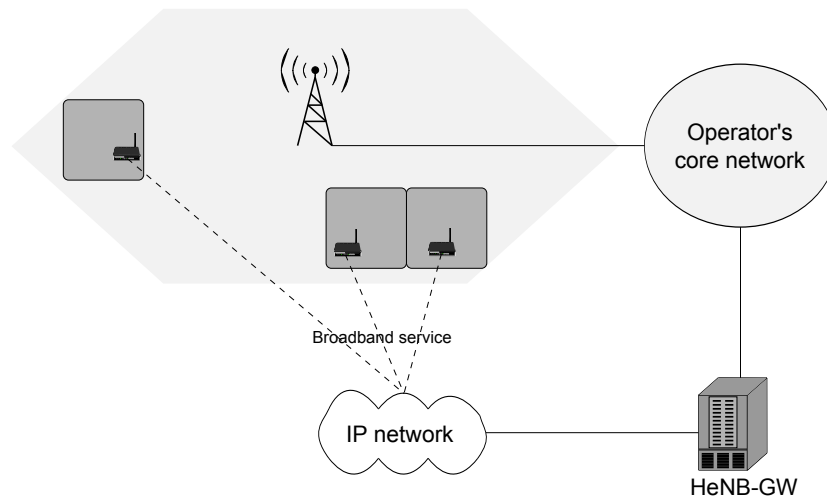 Operator's
core network
Broadband service
IP network
HeNB-GW